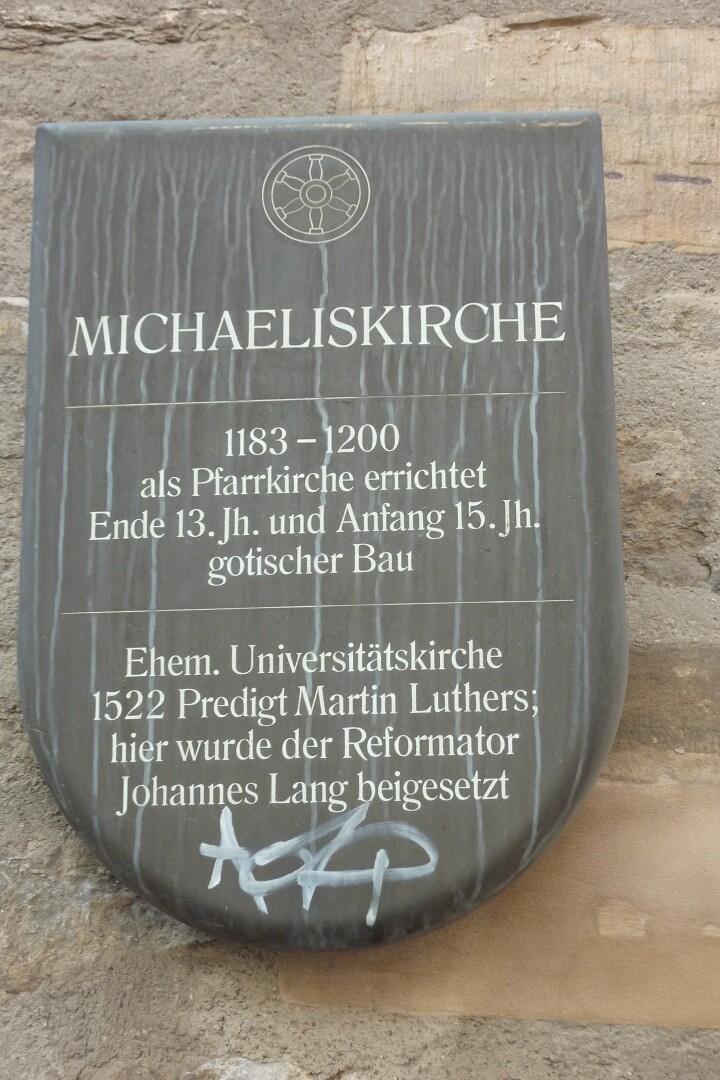 MICHAELISKIRCHE
1183 – 1200
als Pfarrkirche errichtet
Ende 13. Jh. und Anfang 15. Jh.
gotischer Bau
Ehem. Universitätskirche
1522 Predigt Martin Luthers;
hier wurde der Reformator
Johannes Lang beigesetzt